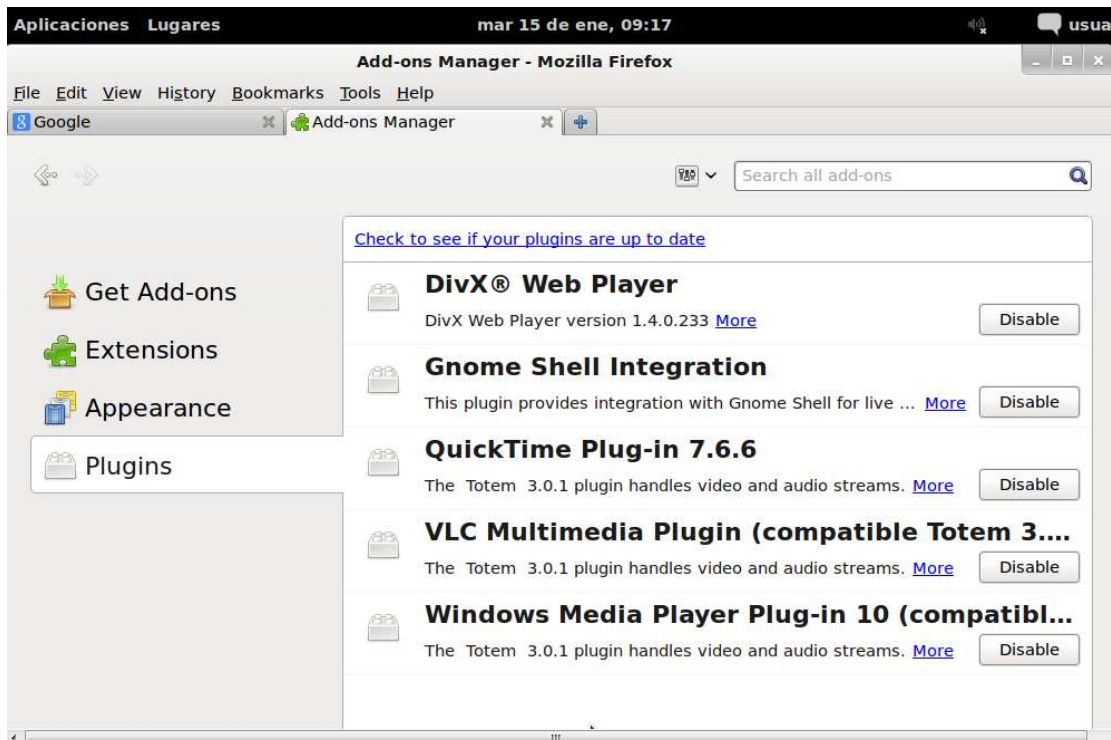 Aplicaciones Lugares mar 15 de ene, 09:17 usua
Add-ons Manager - Mozilla Firefox
File Edit View History Bookmarks Tools Help
Google Add-ons Manager
Search all add-ons
Check to see if your plugins are up to date
Get Add-ons
Extensions
Appearance
Plugins
DivX® Web Player
DivX Web Player version 1.4.0.233 More Disable
Gnome Shell Integration
This plugin provides integration with Gnome Shell for live ... More Disable
QuickTime Plug-in 7.6.6
The Totem 3.0.1 plugin handles video and audio streams. More Disable
VLC Multimedia Plugin (compatible Totem 3....
The Totem 3.0.1 plugin handles video and audio streams. More Disable
Windows Media Player Plug-in 10 (compatibl...
The Totem 3.0.1 plugin handles video and audio streams. More Disable